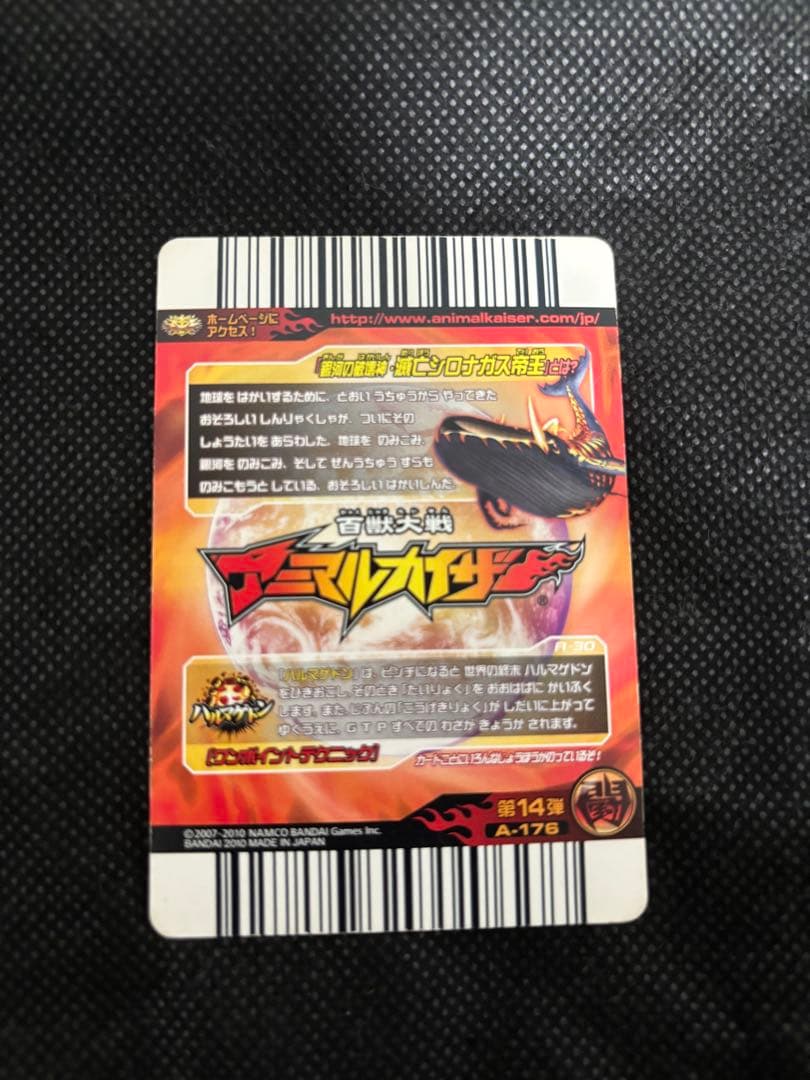 ホームページに
アクセス！
http://www.animalkaiser.com/jp/
「銀河の破壊神・滅亡シロナガス帝王」とは?
地球を はかいするために、とおい うちゅうから やってきた
おそろしい しんりゃくしゃが、ついにその
しょうたいを あらわした。地球を のみこみ、
銀河を のみこみ、そして ぜんうちゅう すらも
のみこもうと している、おそろしい はかいしんだ。
百獣大戦
アニマルカイザー
®
A-30
「ハルマゲドン」は、ピンチになると 世界の終末 ハルマゲドン
をひきおこし、そのとき「たいりょく」を おおはばに かいふく
します。また、じぶんの「こうげきりょく」が しだいに上がって
ゆくうえに、G T P すべての わざが きょうか されます。
ハルマゲドン
【ワンポイントテクニック】
カードごとにいろんなじょうほうがのっているぞ！
第14弾
A-176
闘
©2007-2010 NAMCO BANDAI Games Inc.
BANDAI 2010 MADE IN JAPAN